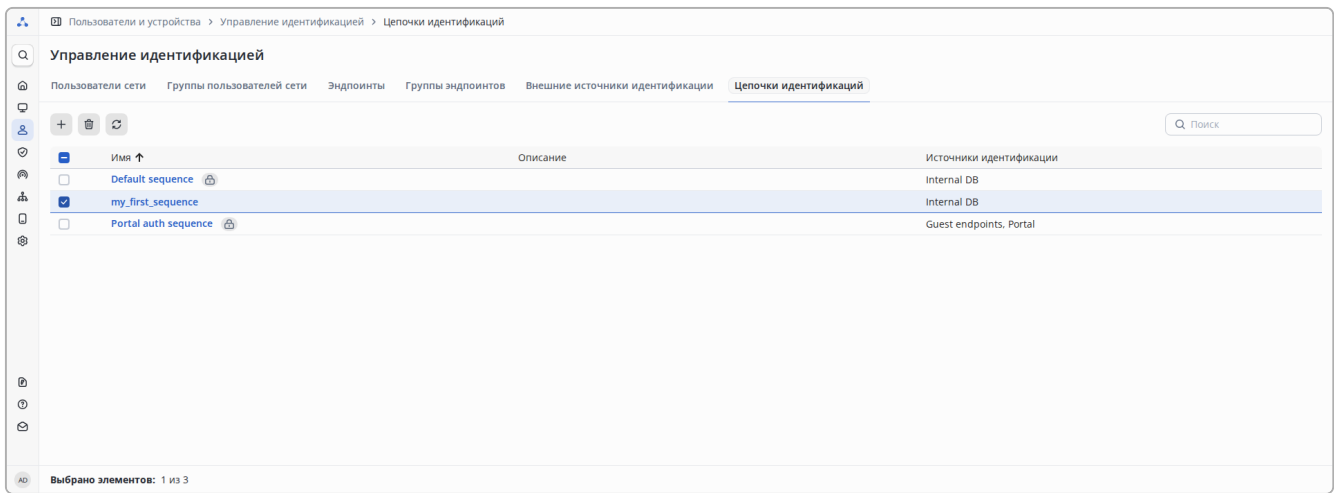 Пользователи и устройства > Управление идентификацией > Цепочки идентификаций
Управление идентификацией
Пользователи сети Группы пользователей сети Эндпоинты Группы эндпоинтов Внешние источники идентификации Цепочки идентификаций
Поиск
Имя Описание Источники идентификации
Default sequence Internal DB
my_first_sequence Internal DB
Portal auth sequence Guest endpoints, Portal
AD Выбрано элементов: 1 из 3